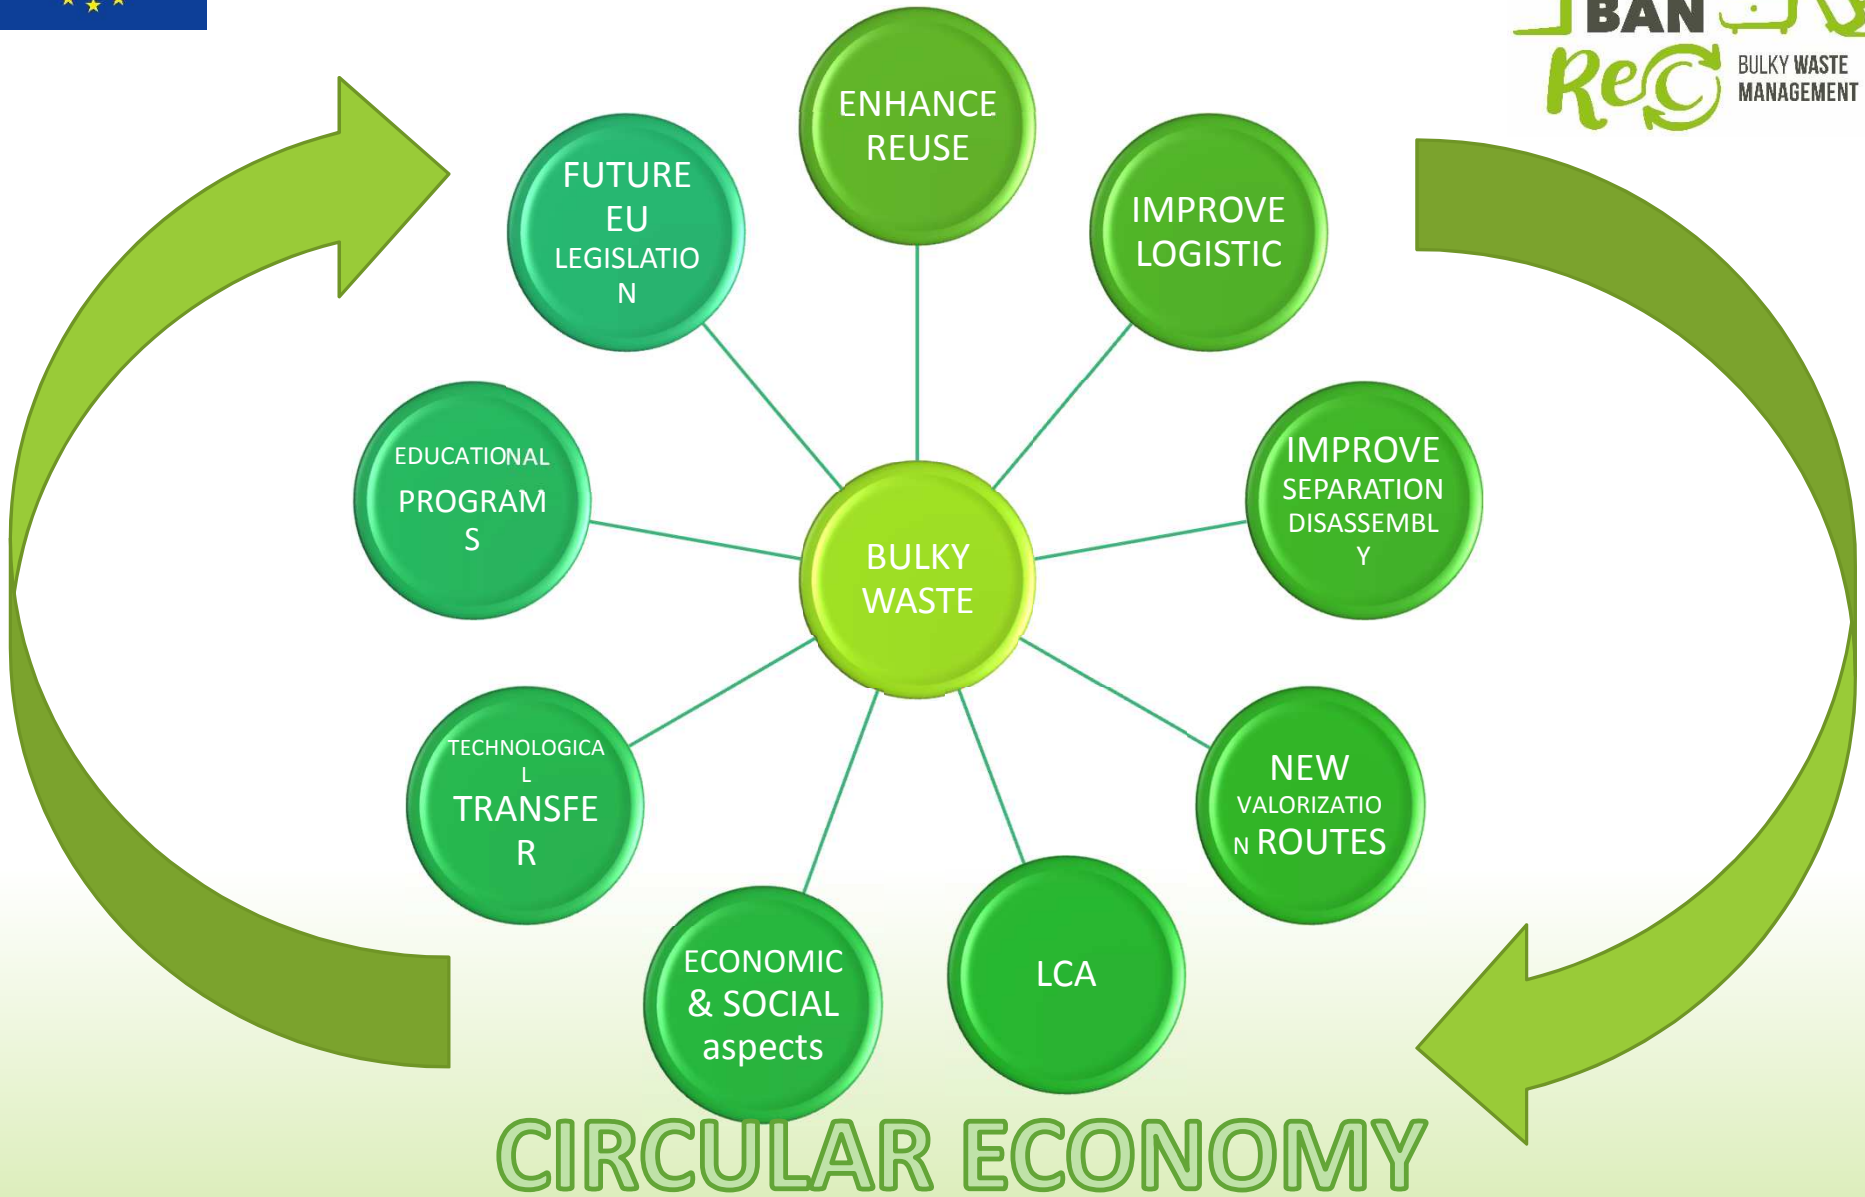 BAN
ReC
BULKY WASTE
MANAGEMENT
ENHANCE
REUSE
FUTURE
EU
LEGISLATIO
N
IMPROVE
LOGISTIC
EDUCATIONAL
PROGRAM
S
IMPROVE
SEPARATION
DISASSEMBL
Y
BULKY
WASTE
TECHNOLOGICA
L
TRANSFE
R
NEW
VALORIZATIO
N ROUTES
ECONOMIC
& SOCIAL
aspects
LCA
CIRCULAR ECONOMY